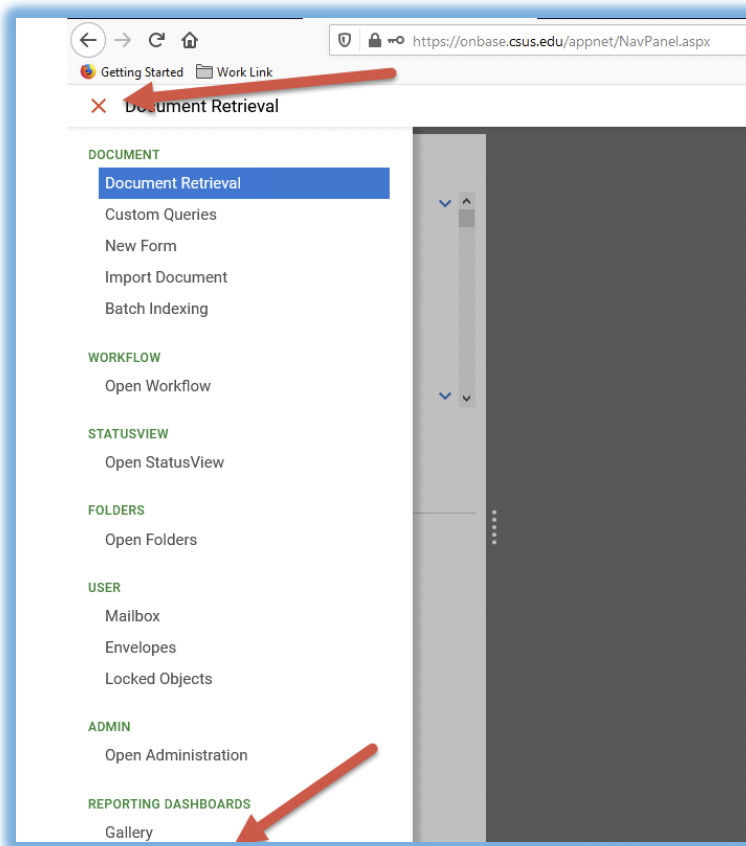 https://onbase.csus.edu/appnet/NavPanel.aspx
Getting Started Work Link
Document Retrieval
DOCUMENT
Document Retrieval
Custom Queries
New Form
Import Document
Batch Indexing
WORKFLOW
Open Workflow
STATUSVIEW
Open StatusView
FOLDERS
Open Folders
USER
Mailbox
Envelopes
Locked Objects
ADMIN
Open Administration
REPORTING DASHBOARDS
Gallery